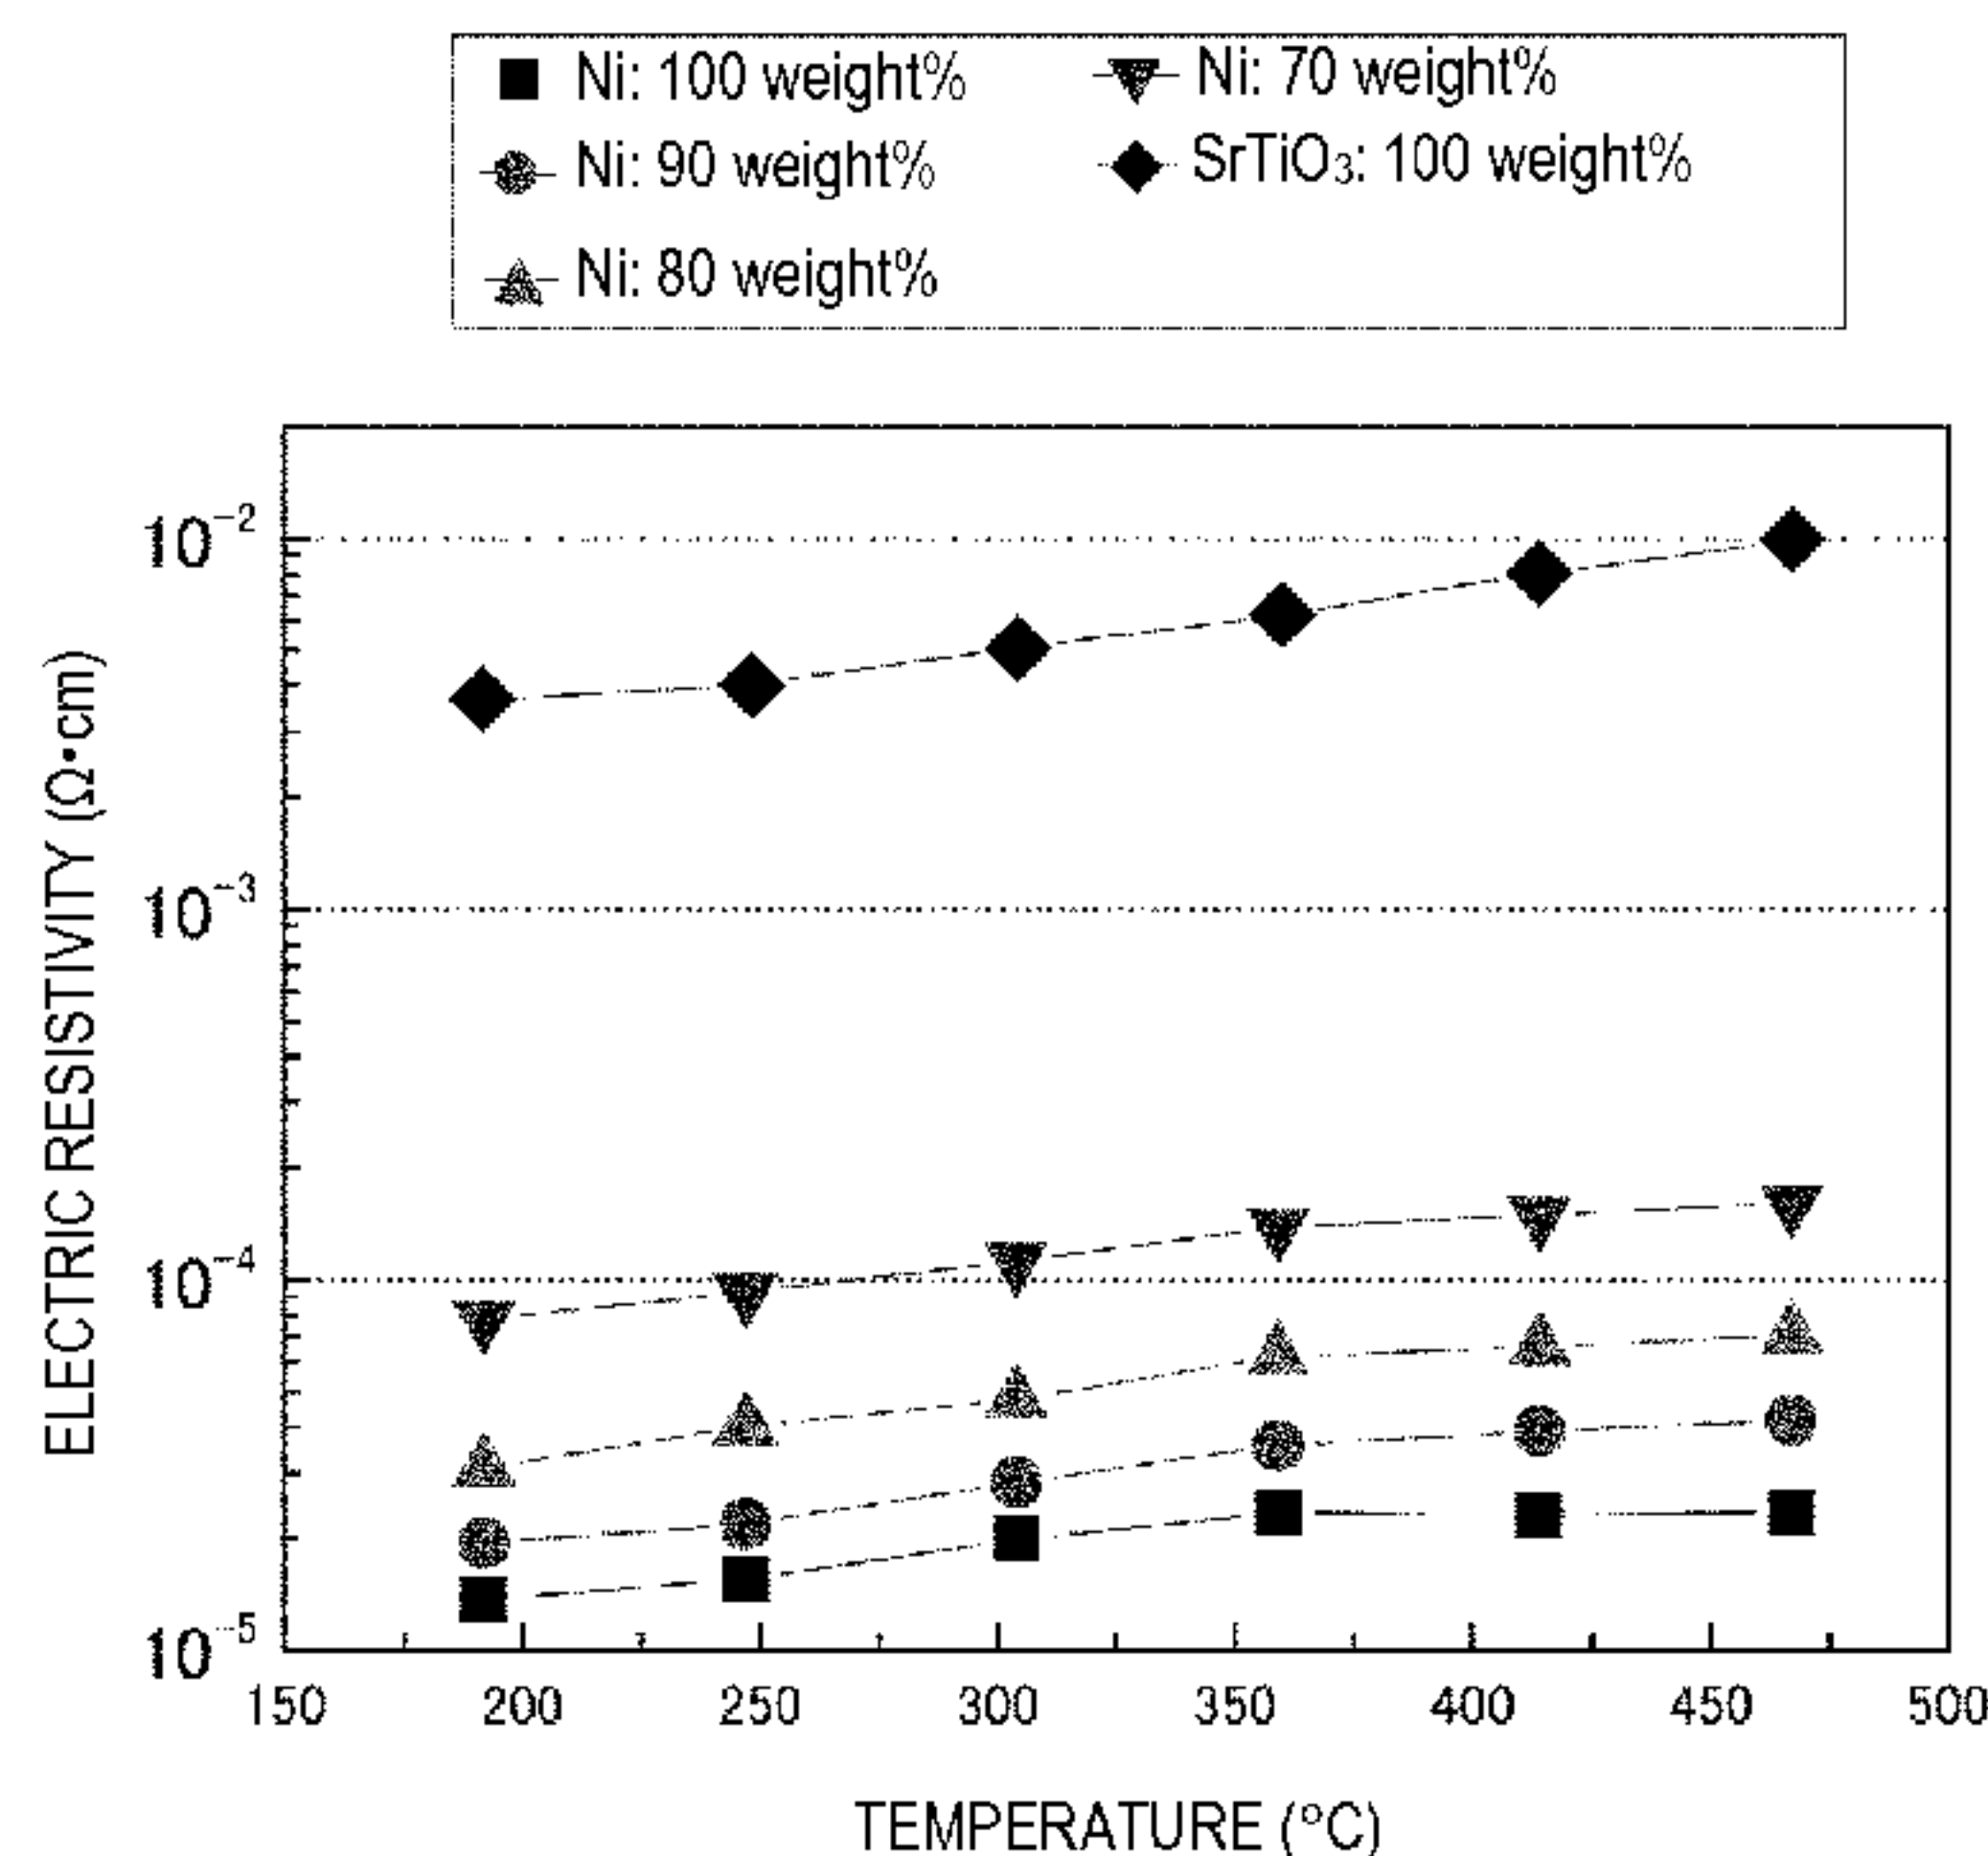 Ni: 100 weight%
Ni: 70 weight%
Ni: 90 weight%
SrTiO₃: 100 weight%
Ni: 80 weight%
ELECTRIC RESISTIVITY (Ω•cm)
10⁻²
10⁻³
10⁻⁴
10⁻⁵
150 200 250 300 350 400 450 500
TEMPERATURE (°C)